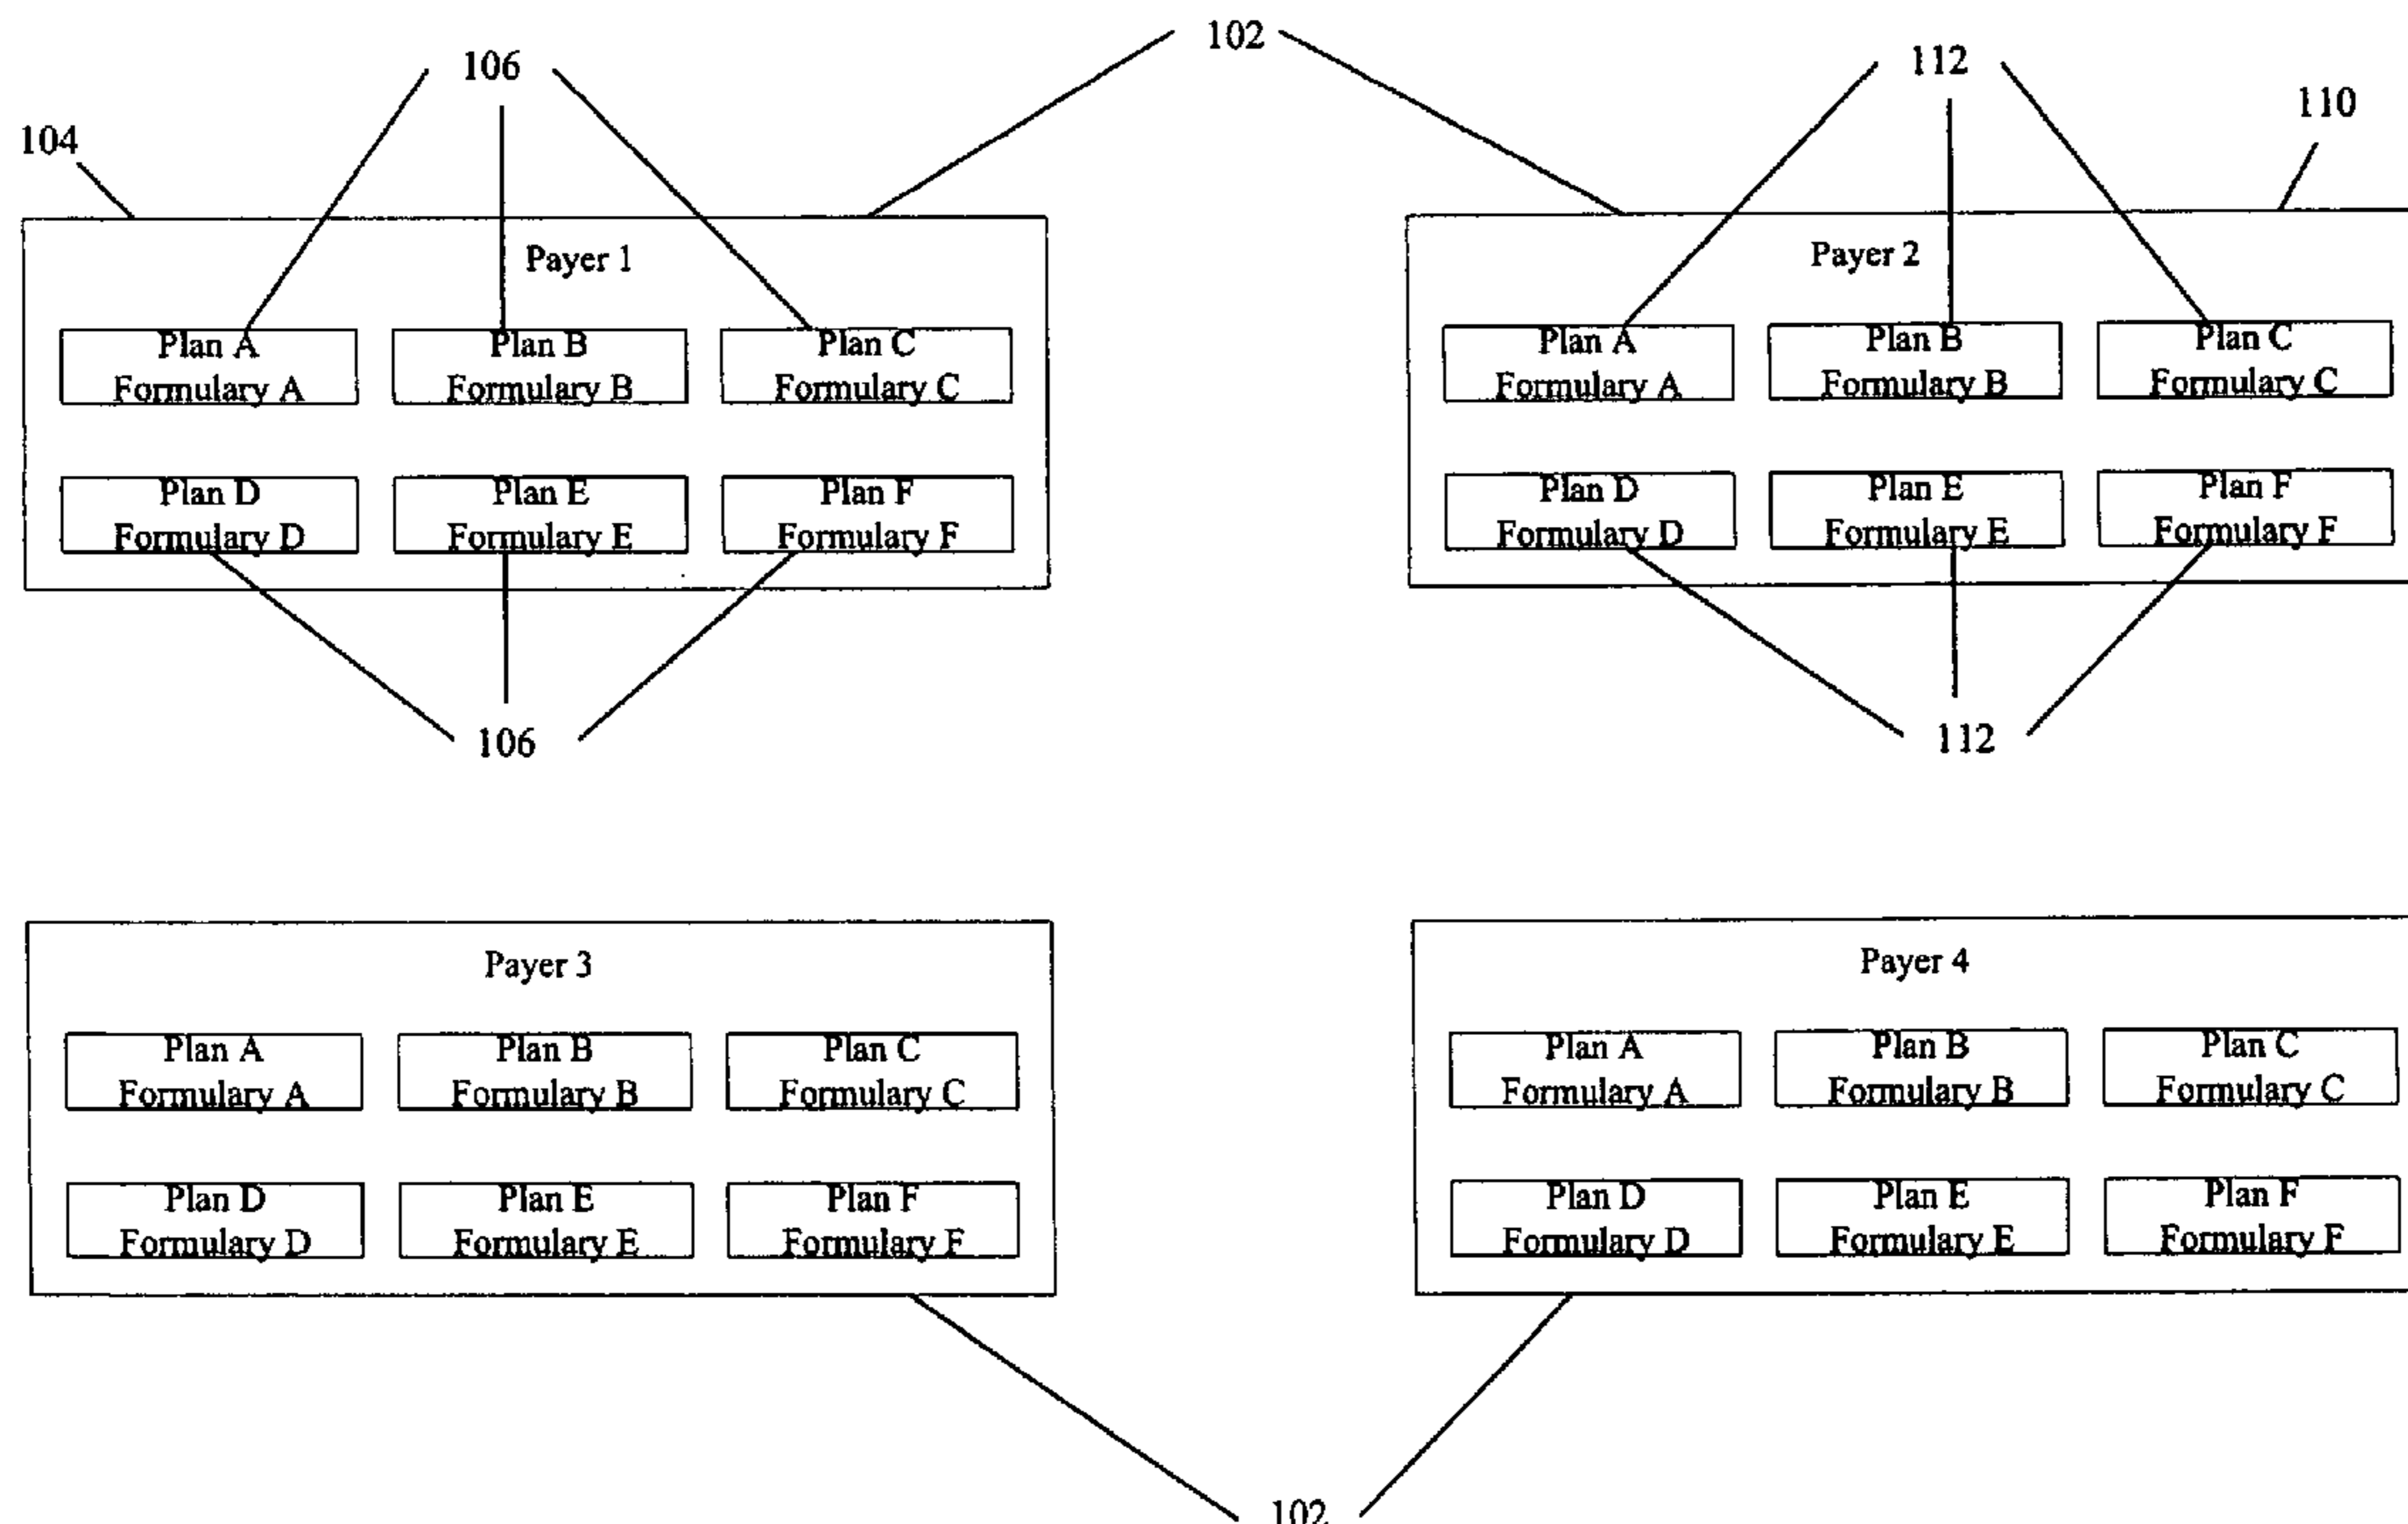 102
106
112
110
104
Payer 1
Plan A
Formulary A
Plan B
Formulary B
Plan C
Formulary C
Plan D
Formulary D
Plan E
Formulary E
Plan F
Formulary F
106
Payer 2
Plan A
Formulary A
Plan B
Formulary B
Plan C
Formulary C
Plan D
Formulary D
Plan E
Formulary E
Plan F
Formulary F
112
Payer 3
Plan A
Formulary A
Plan B
Formulary B
Plan C
Formulary C
Plan D
Formulary D
Plan E
Formulary E
Plan F
Formulary F
Payer 4
Plan A
Formulary A
Plan B
Formulary B
Plan C
Formulary C
Plan D
Formulary D
Plan E
Formulary E
Plan F
Formulary F
102